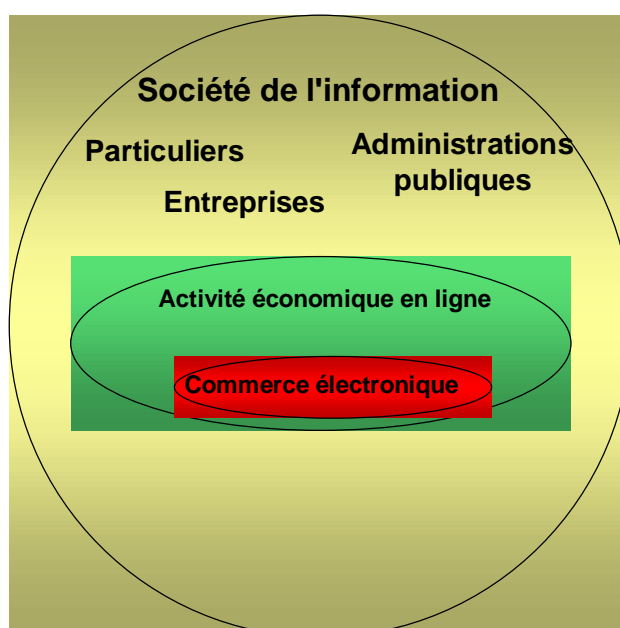 Société de l'information
Particuliers
Administrations
publiques
Entreprises
Activité économique en ligne
Commerce électronique